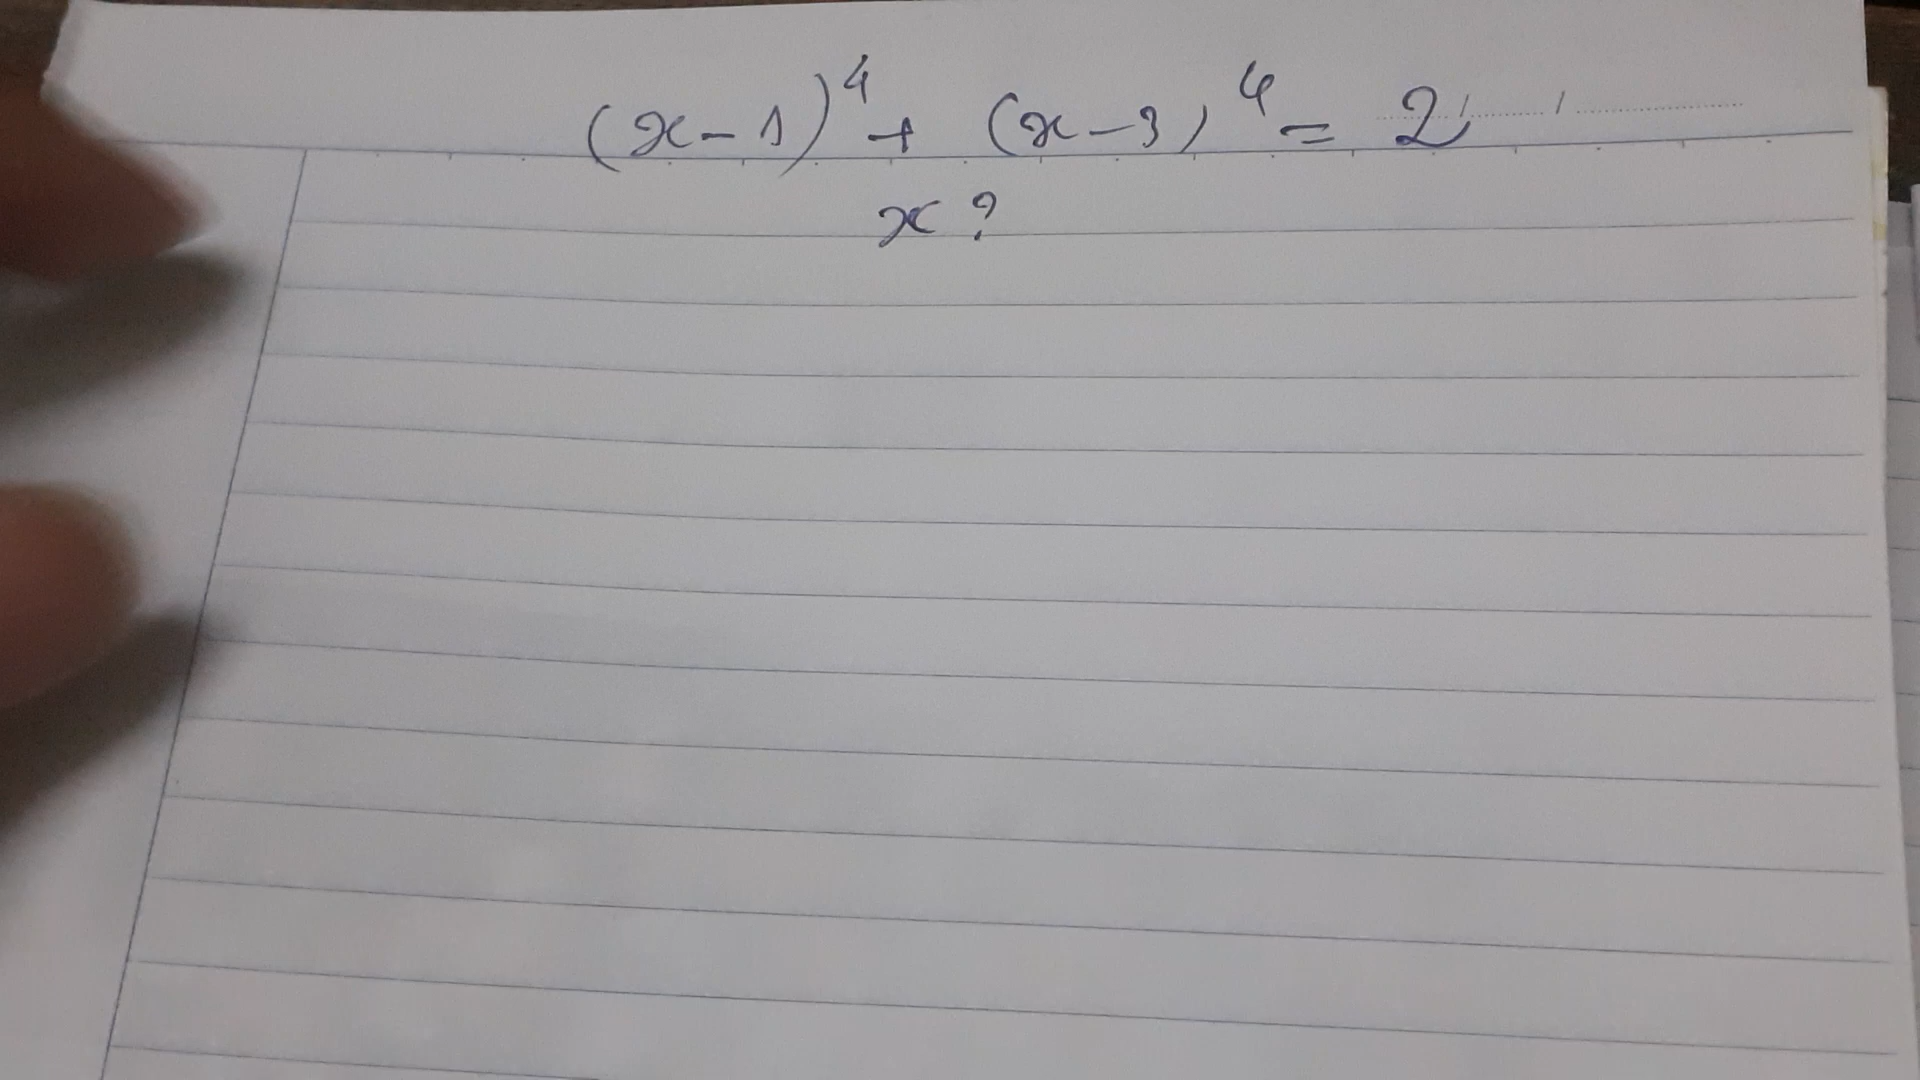 (x-1)⁴ + (x-3)⁴ = 2
x?